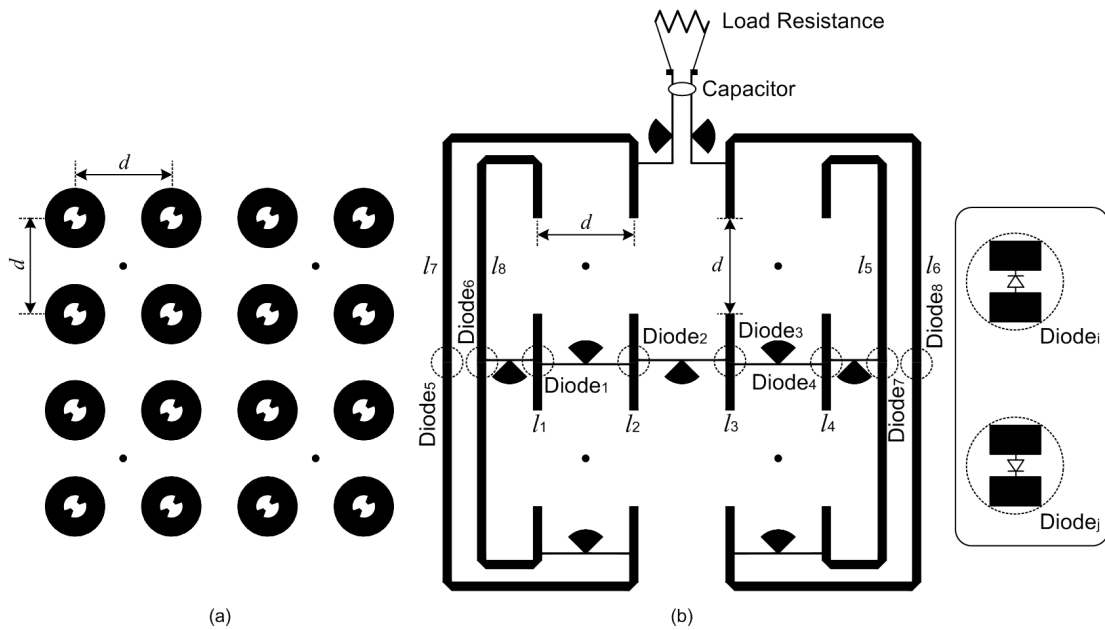 Load Resistance
Capacitor
d
d
d
d
l7
l8
l5
l6
Diode6
Diode8
Diode2
Diode3
Diode1
Diode4
Diode5
Diode7
l1
l2
l3
l4
Diodei
Diodej
(a)
(b)